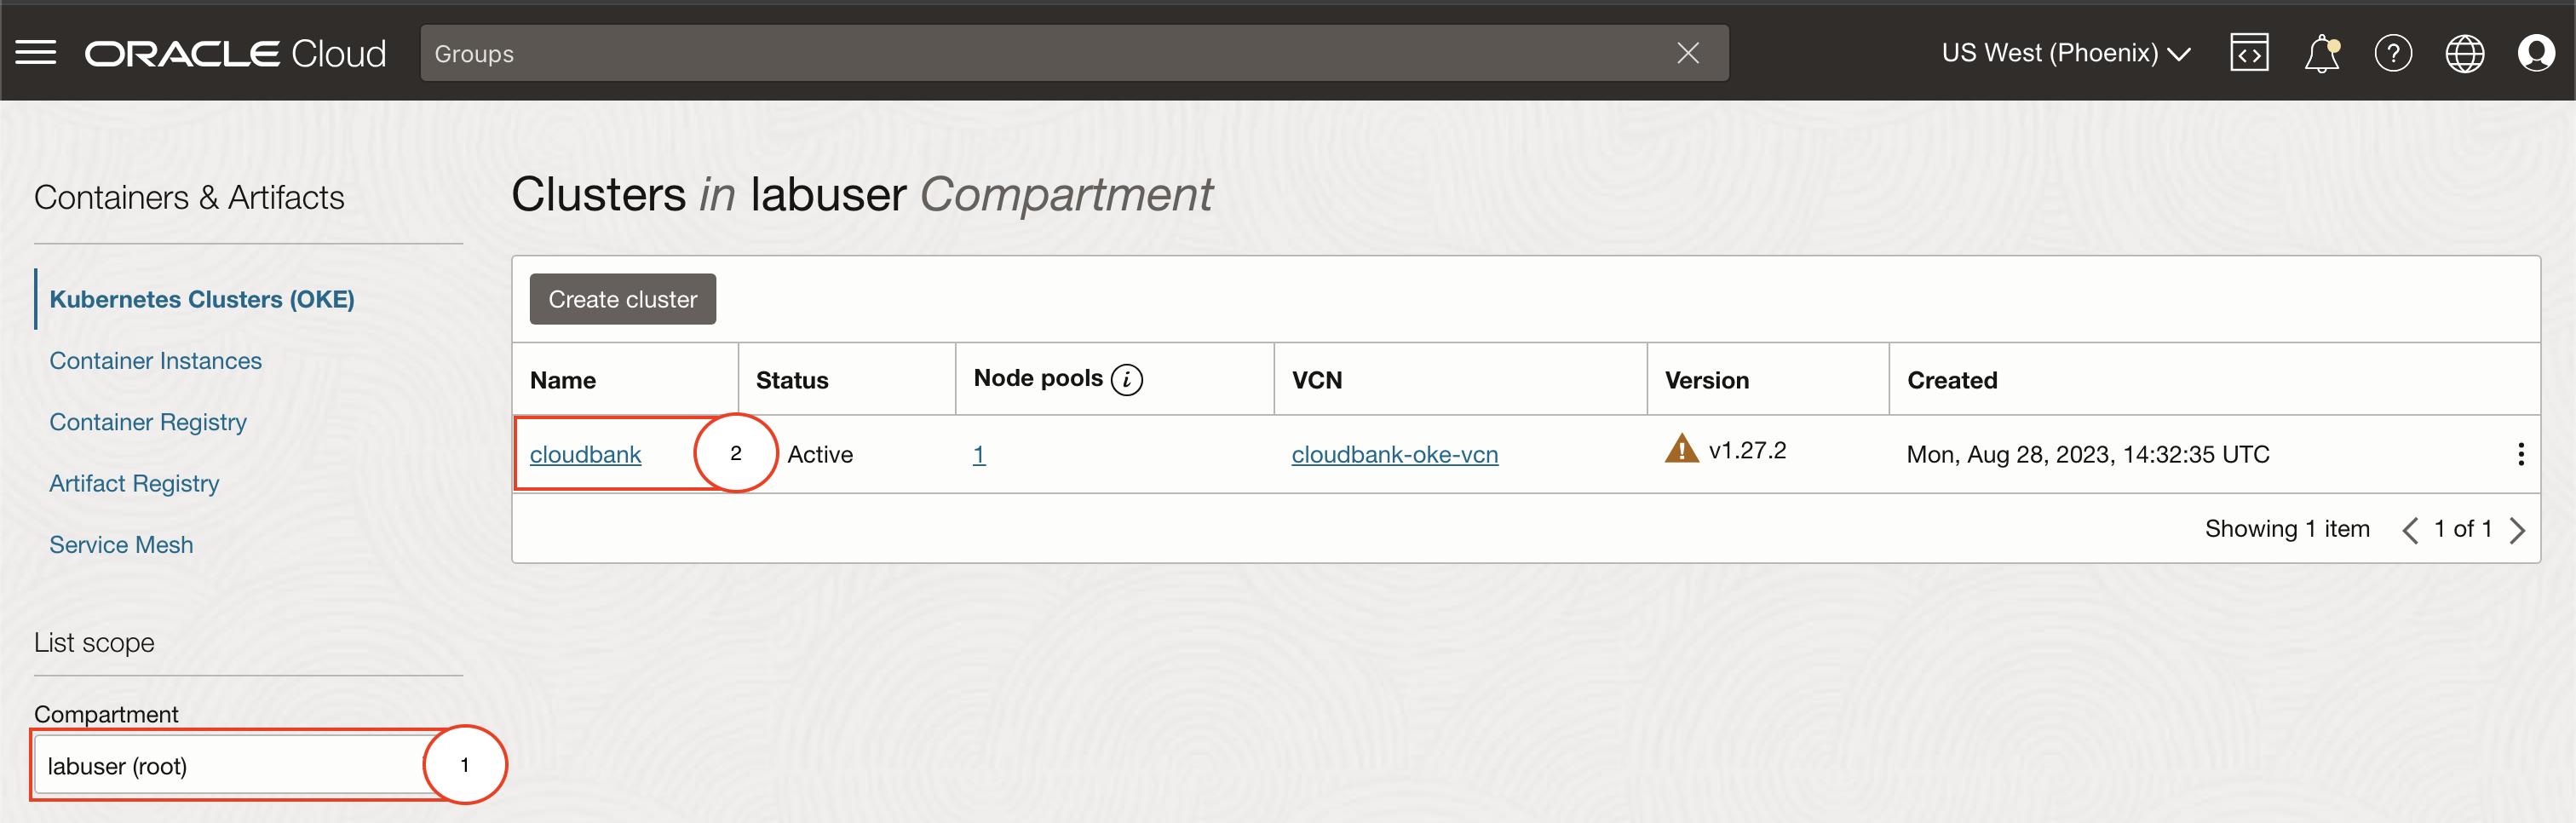 ORACLE Cloud
Groups
US West (Phoenix)
Containers & Artifacts
Kubernetes Clusters (OKE)
Container Instances
Container Registry
Artifact Registry
Service Mesh
List scope
Compartment
labuser (root)
1
Clusters in labuser Compartment
Create cluster
Name Status Node pools i VCN Version Created
cloudbank 2 Active 1 cloudbank-oke-vcn v1.27.2 Mon, Aug 28, 2023, 14:32:35 UTC
Showing 1 item 1 of 1